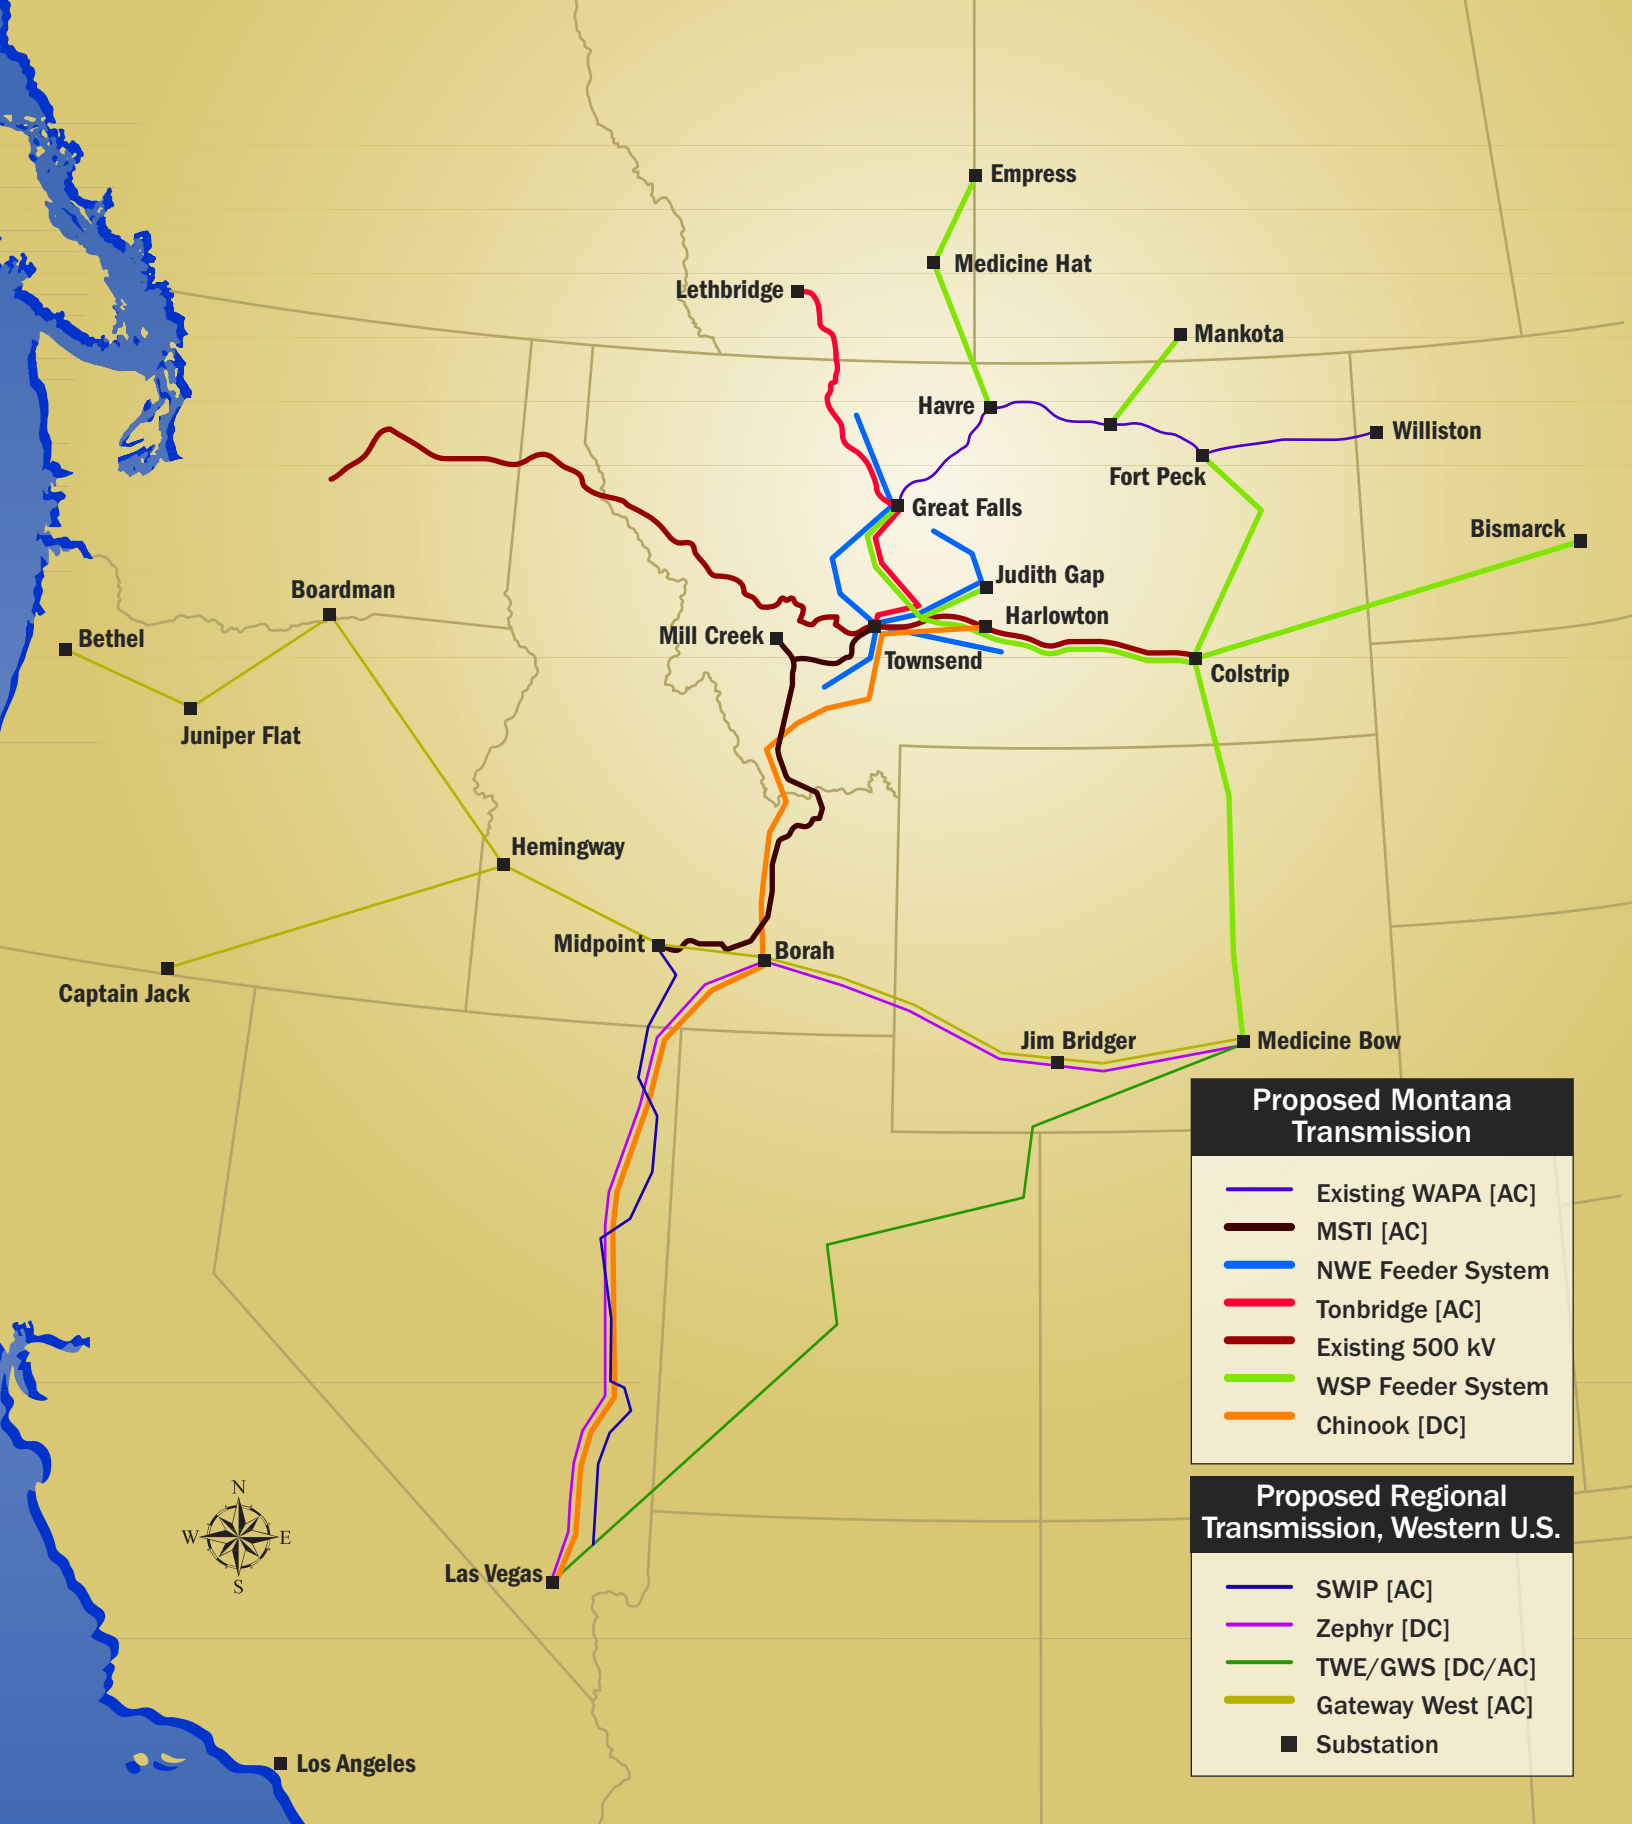 Empress
Medicine Hat
Lethbridge
Mankota
Havre
Williston
Fort Peck
Great Falls
Bismarck
Judith Gap
Boardman
Harlowton
Bethel
Mill Creek
Townsend
Colstrip
Juniper Flat
Hemingway
Midpoint
Borah
Captain Jack
Jim Bridger
Medicine Bow
Proposed Montana
Transmission
Existing WAPA [AC]
MSTI [AC]
NWE Feeder System
Tonbridge [AC]
Existing 500 kV
WSP Feeder System
Chinook [DC]
Proposed Regional
Transmission, Western U.S.
SWIP [AC]
Zephyr [DC]
TWE/GWS [DC/AC]
Gateway West [AC]
Substation
N
W E
S
Las Vegas
Los Angeles